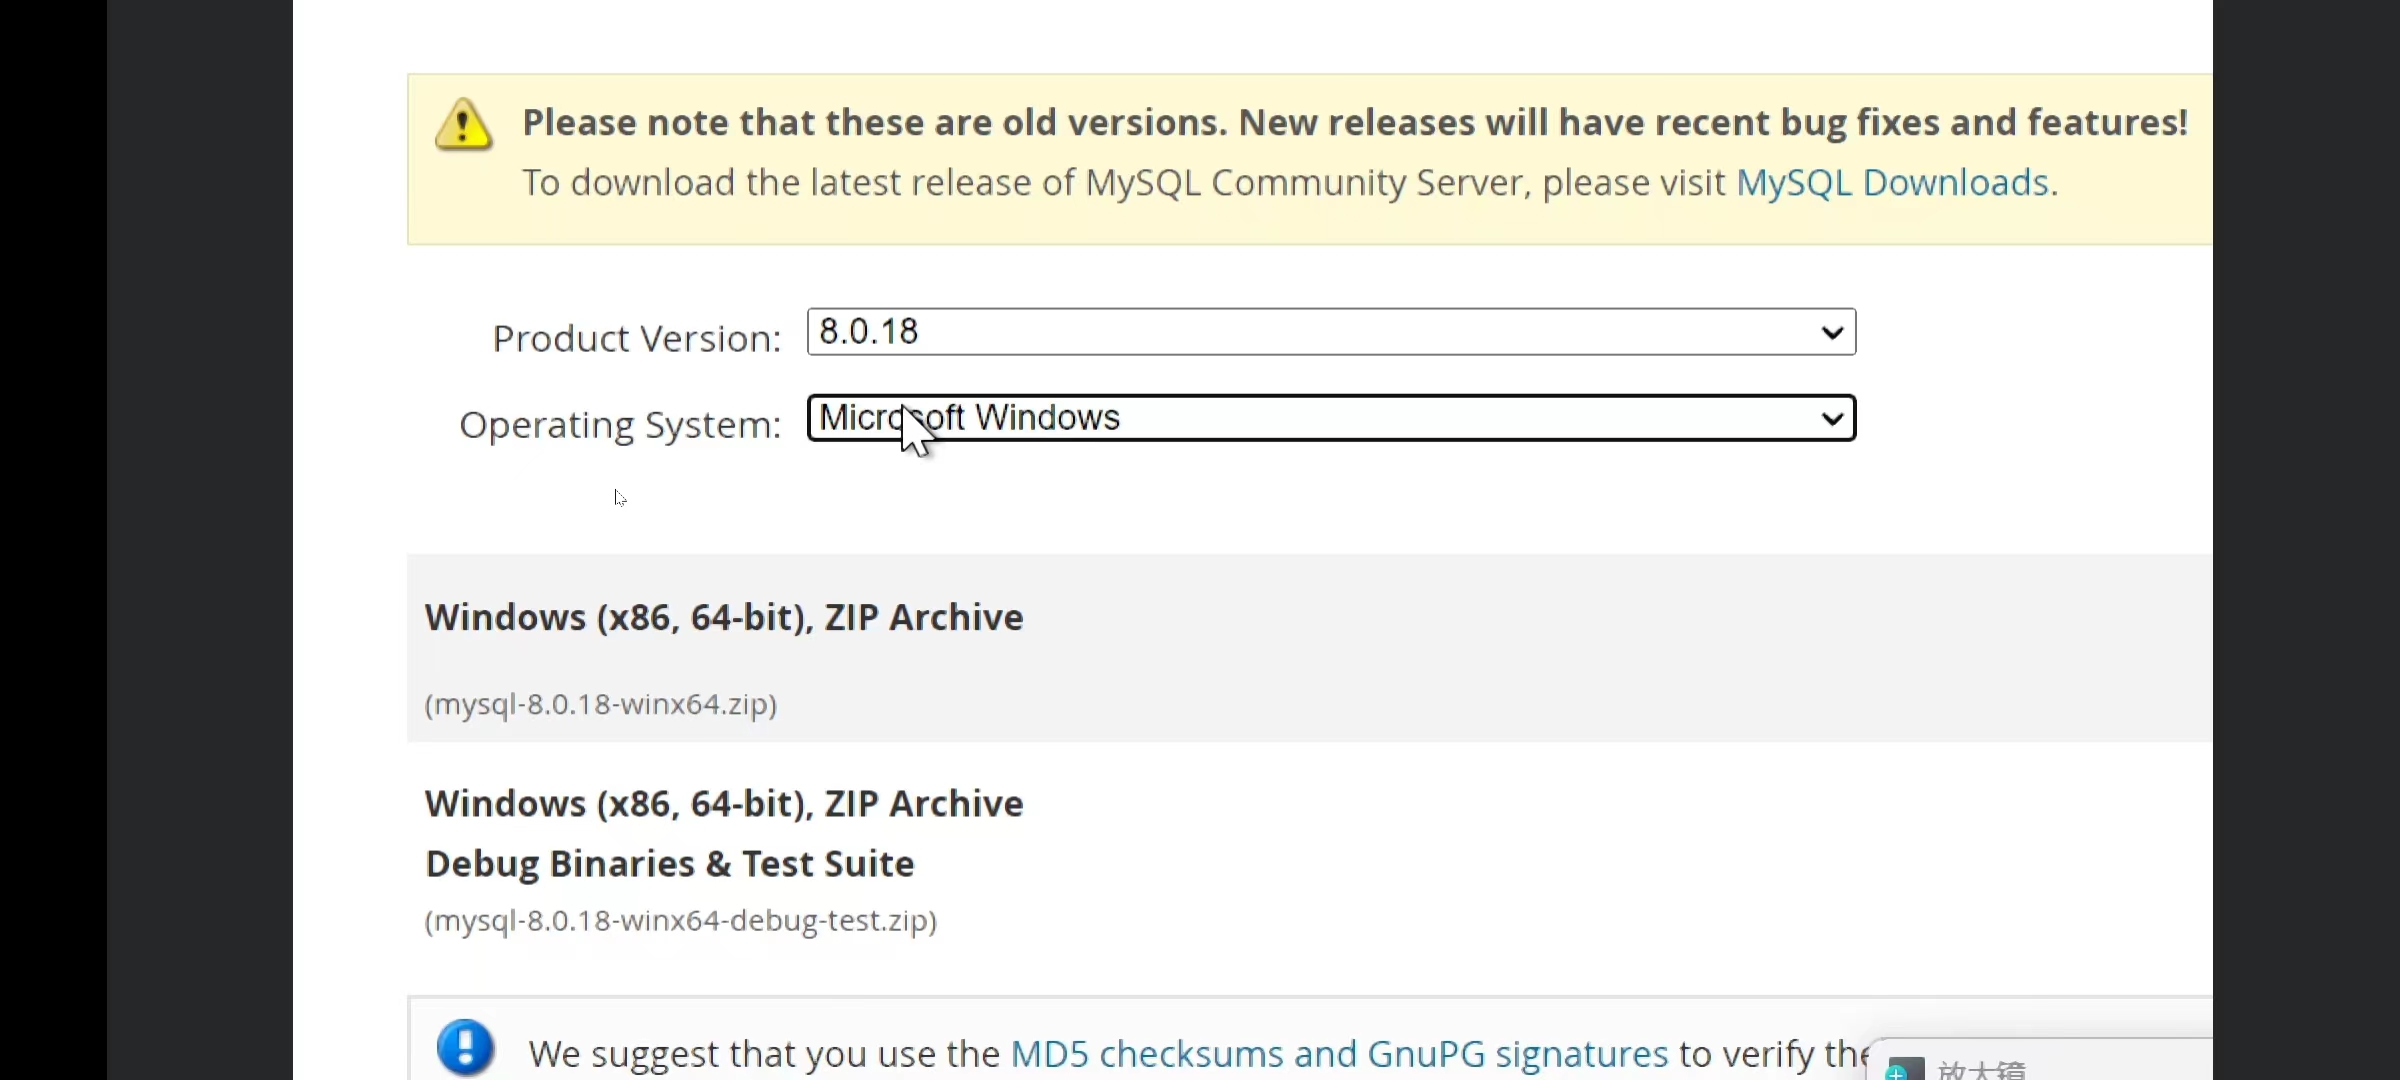 Please note that these are old versions. New releases will have recent bug fixes and features!
To download the latest release of MySQL Community Server, please visit MySQL Downloads.
Product Version: 8.0.18
Operating System: Microsoft Windows
Windows (x86, 64-bit), ZIP Archive
(mysql-8.0.18-winx64.zip)
Windows (x86, 64-bit), ZIP Archive
Debug Binaries & Test Suite
(mysql-8.0.18-winx64-debug-test.zip)
We suggest that you use the MD5 checksums and GnuPG signatures to verify the
放大镜